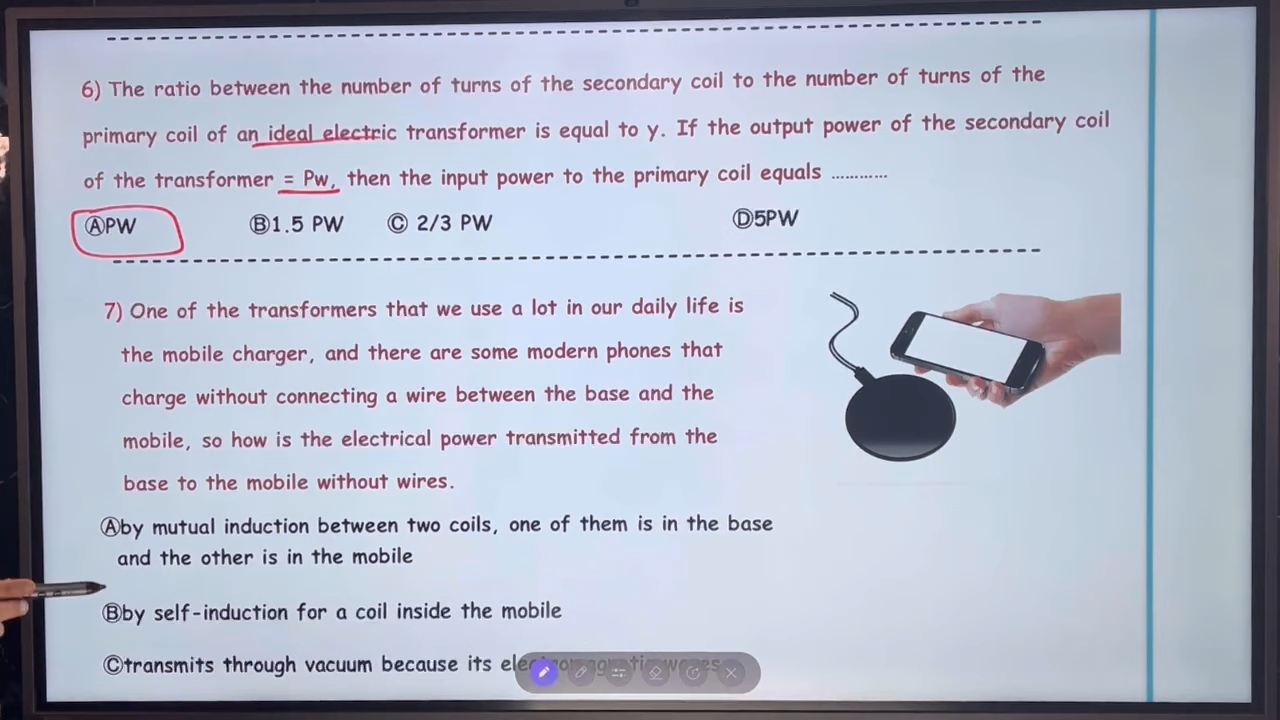 6) The ratio between the number of turns of the secondary coil to the number of turns of the
primary coil of an ideal electric transformer is equal to y. If the output power of the secondary coil
of the transformer = Pw, then the input power to the primary coil equals ............
ⒶPW Ⓑ1.5 PW Ⓒ 2/3 PW Ⓓ5PW
7) One of the transformers that we use a lot in our daily life is
the mobile charger, and there are some modern phones that
charge without connecting a wire between the base and the
mobile, so how is the electrical power transmitted from the
base to the mobile without wires.
Ⓐby mutual induction between two coils, one of them is in the base
and the other is in the mobile
Ⓑby self-induction for a coil inside the mobile
Ⓒtransmits through vacuum because its electromagnetic waves